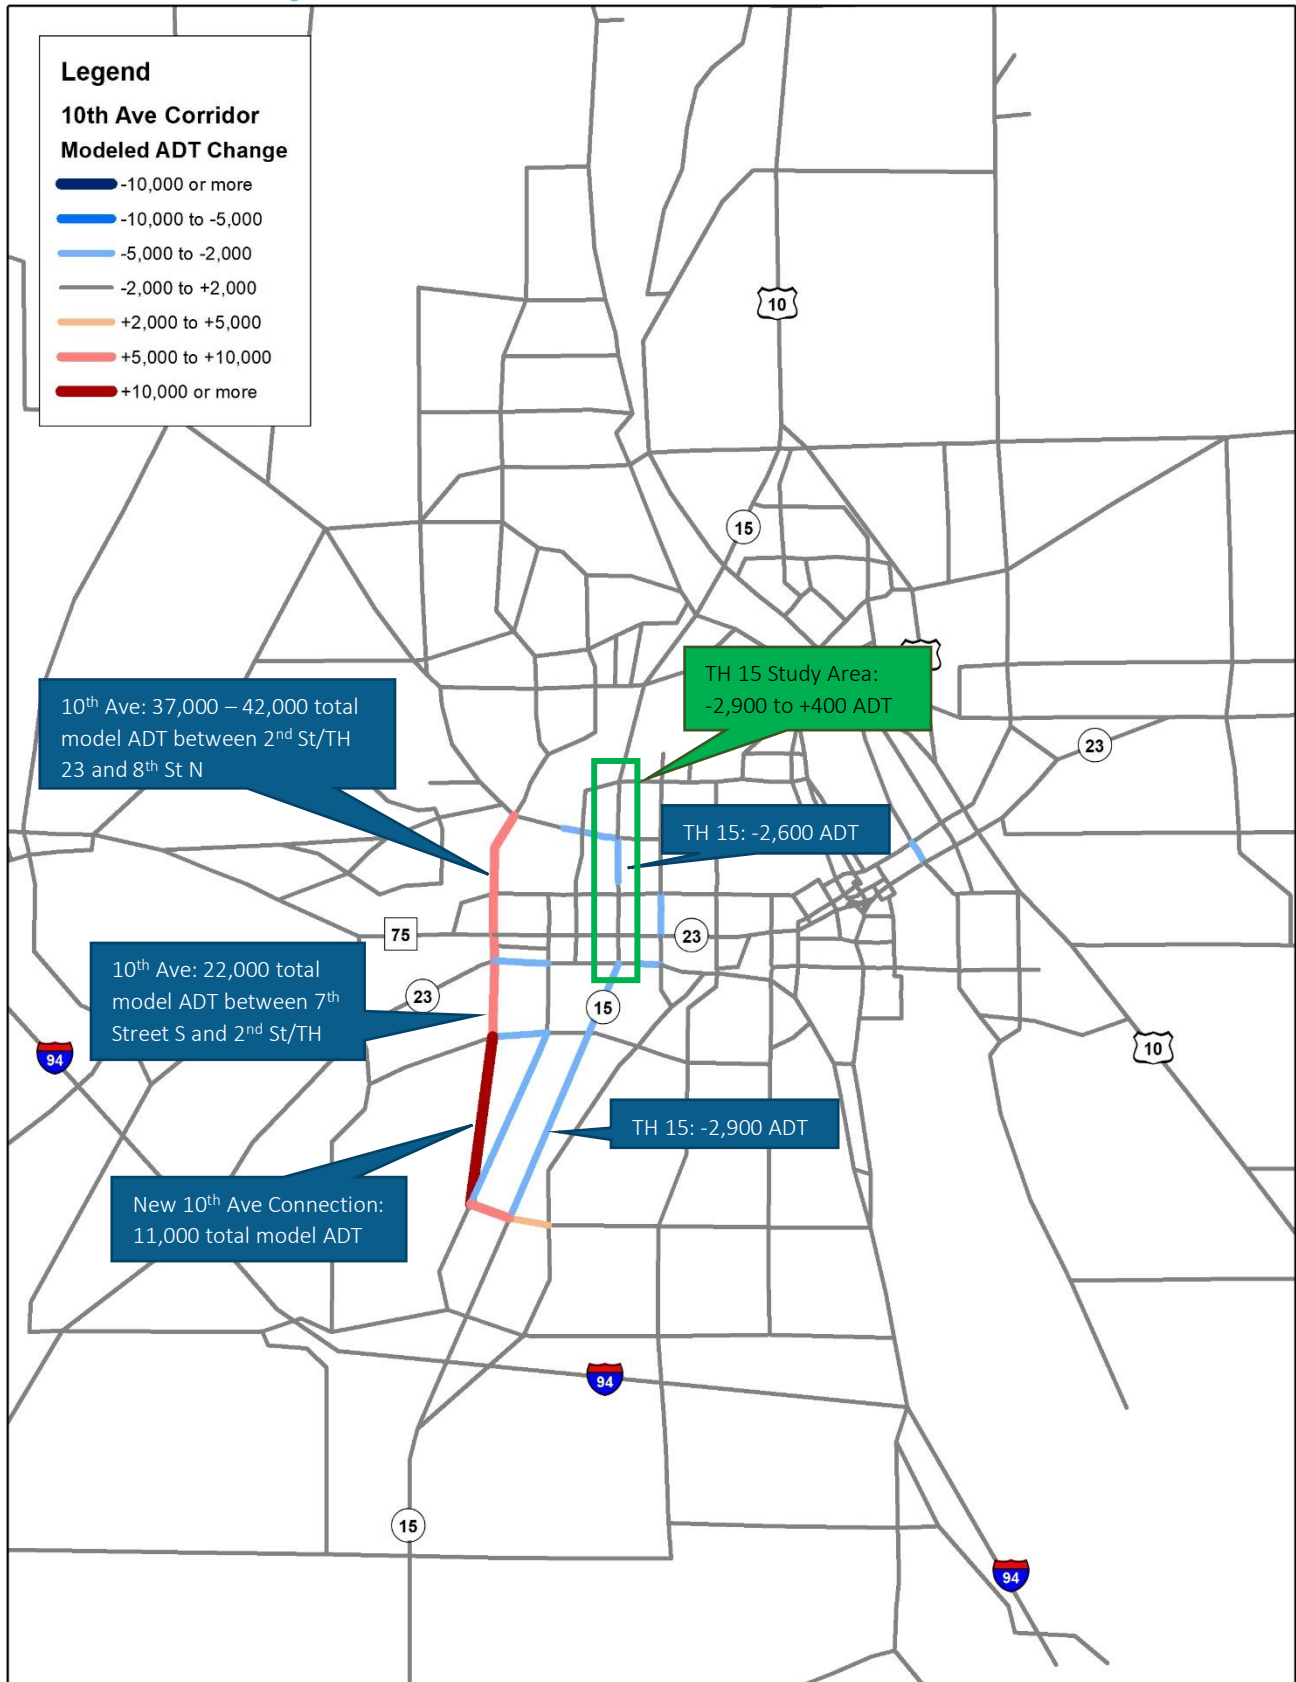 Legend
10th Ave Corridor
Modeled ADT Change
-10,000 or more
-10,000 to -5,000
-5,000 to -2,000
-2,000 to +2,000
+2,000 to +5,000
+5,000 to +10,000
+10,000 or more
10
15
TH 15 Study Area:
-2,900 to +400 ADT
10th Ave: 37,000 – 42,000 total
model ADT between 2nd St/TH
23 and 8th St N
23
TH 15: -2,600 ADT
75
23
10th Ave: 22,000 total
model ADT between 7th
Street S and 2nd St/TH
23
15
94
10
TH 15: -2,900 ADT
New 10th Ave Connection:
11,000 total model ADT
94
15
94